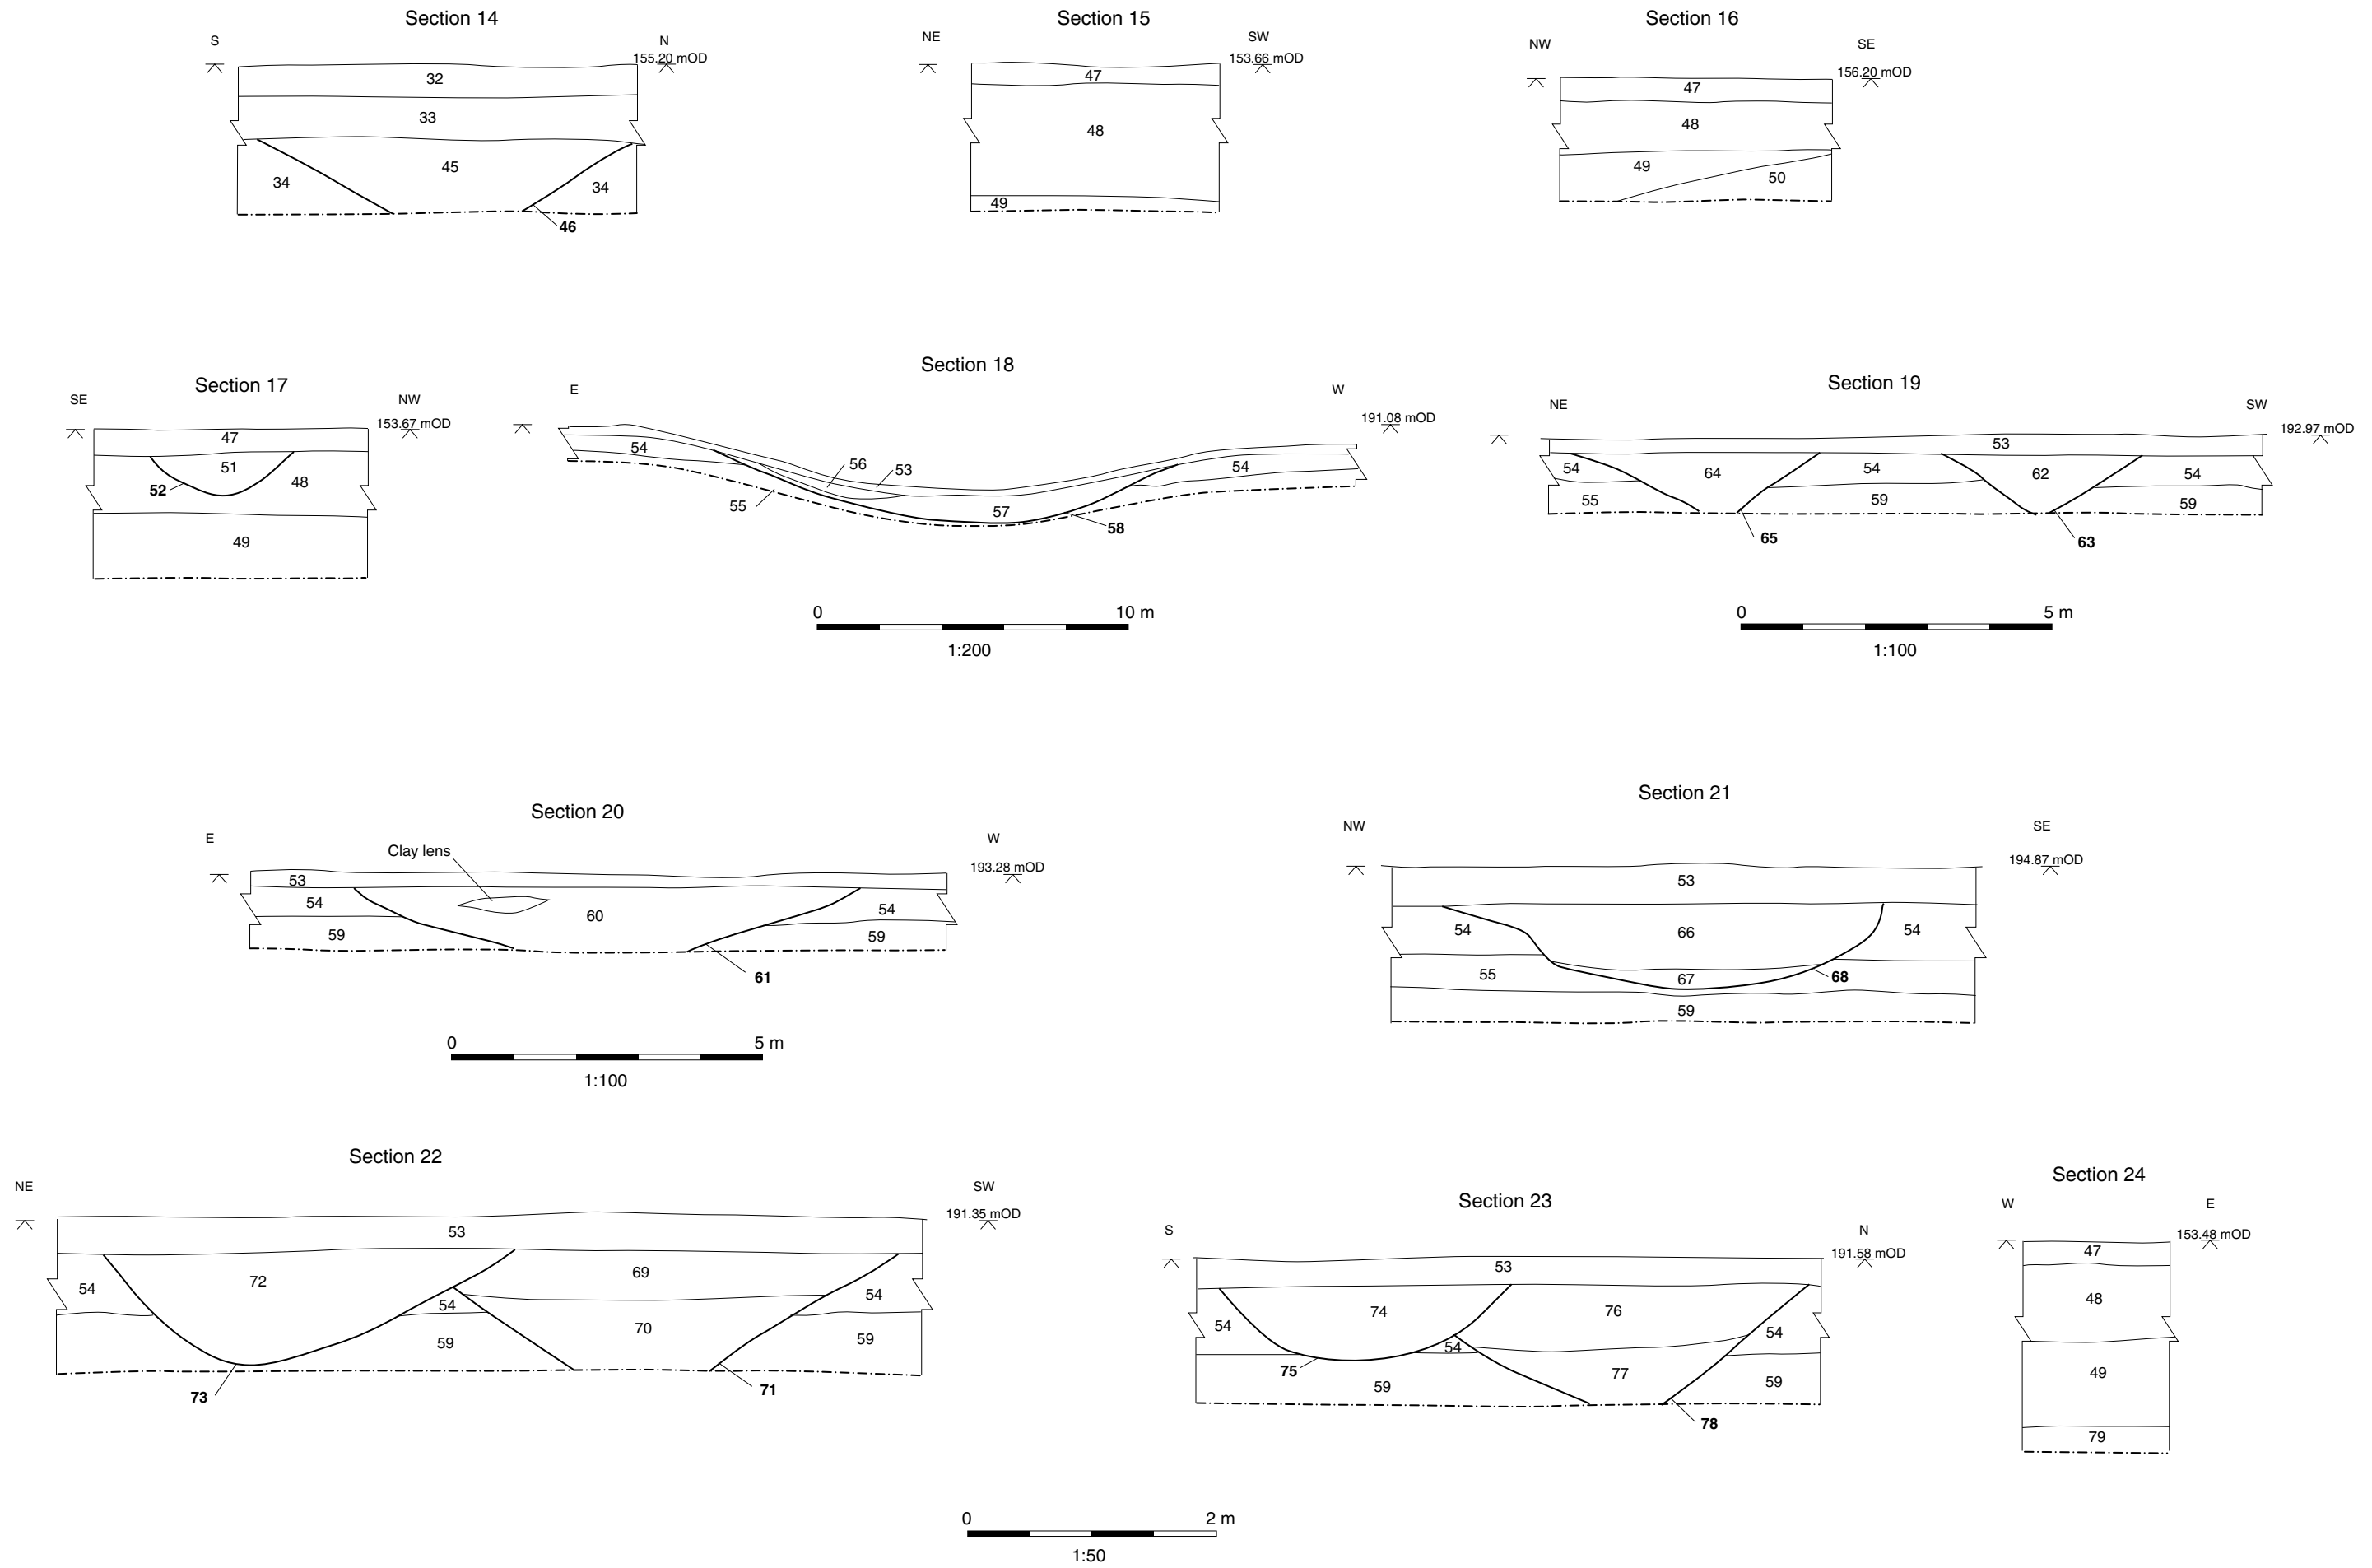 Section 14
S
N
155.20 mOD
32
33
45
34
34
46
Section 15
NE
SW
153.66 mOD
47
48
49
Section 16
NW
SE
156.20 mOD
47
48
49
50
Section 17
SE
NW
153.67 mOD
47
51
52
48
49
Section 18
E
W
191.08 mOD
54
56
53
54
55
57
58
0
10 m
1:200
Section 19
NE
SW
192.97 mOD
53
54
64
54
62
54
55
59
59
65
63
0
5 m
1:100
Section 20
E
W
Clay lens
193.28 mOD
53
54
60
54
59
59
61
0
5 m
1:100
Section 21
NW
SE
194.87 mOD
53
54
66
54
55
67
68
59
Section 22
NE
SW
191.35 mOD
53
72
69
54
54
54
70
59
59
73
71
Section 23
S
N
191.58 mOD
53
74
76
54
54
54
75
77
59
59
78
Section 24
W
E
153.48 mOD
47
48
49
79
0
2 m
1:50